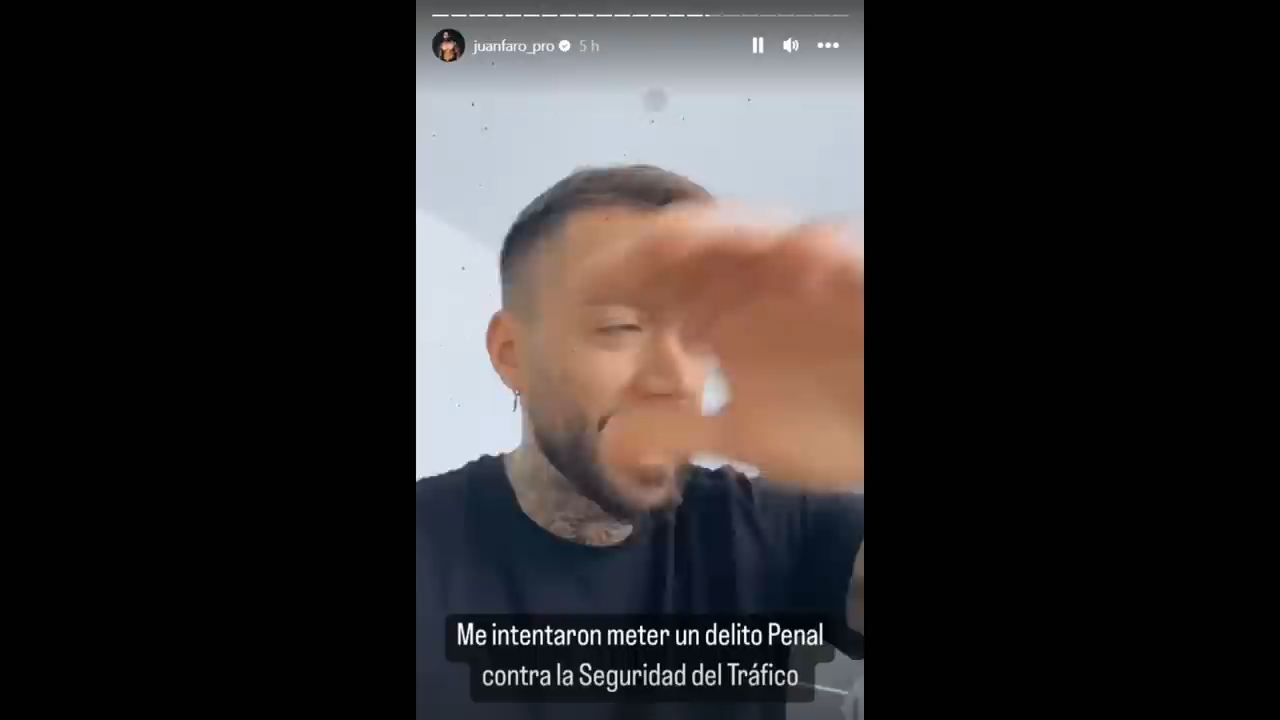 juanfaro_pro 5 h
Me intentaron meter un delito Penal
contra la Seguridad del Tráfico